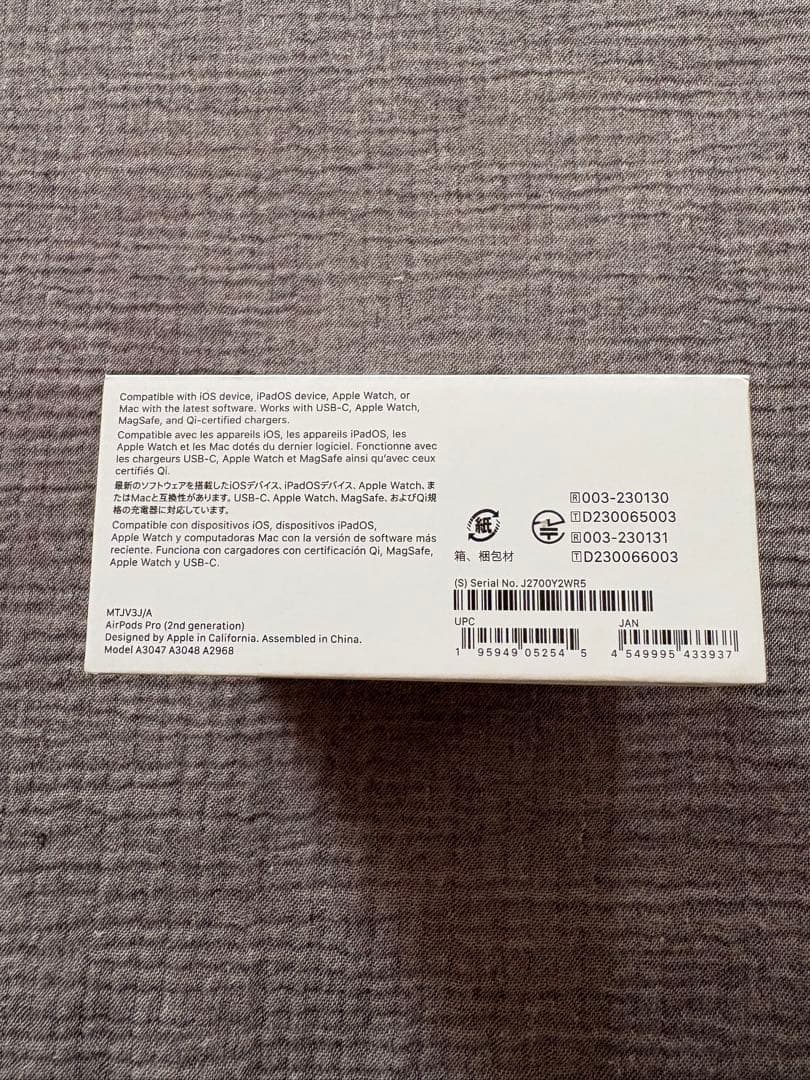 Compatible with iOS device, iPadOS device, Apple Watch, or
Mac with the latest software. Works with USB-C, Apple Watch,
MagSafe, and Qi-certified chargers.
Compatible avec les appareils iOS, les appareils iPadOS, les
Apple Watch et les Mac dotés du dernier logiciel. Fonctionne avec
les chargeurs USB-C, Apple Watch et MagSafe ainsi qu'avec ceux
certifiés Qi.
最新のソフトウェアを搭載したiOSデバイス、iPadOSデバイス、Apple Watch、ま
たはMacと互換性があります。USB-C、Apple Watch、MagSafe、およびQi規
格の充電器に対応しています。
Compatible con dispositivos iOS, dispositivos iPadOS,
Apple Watch y computadoras Mac con la versión de software más
reciente. Funciona con cargadores con certificación Qi, MagSafe,
Apple Watch y USB-C.
MTJV3J/A
AirPods Pro (2nd generation)
Designed by Apple in California. Assembled in China.
Model A3047 A3048 A2968
紙
箱、梱包材
R 003-230130
T D230065003
R 003-230131
T D230066003
(S) Serial No. J2700Y2WR5
UPC
1 95949 05254 5
JAN
4 549995 433937